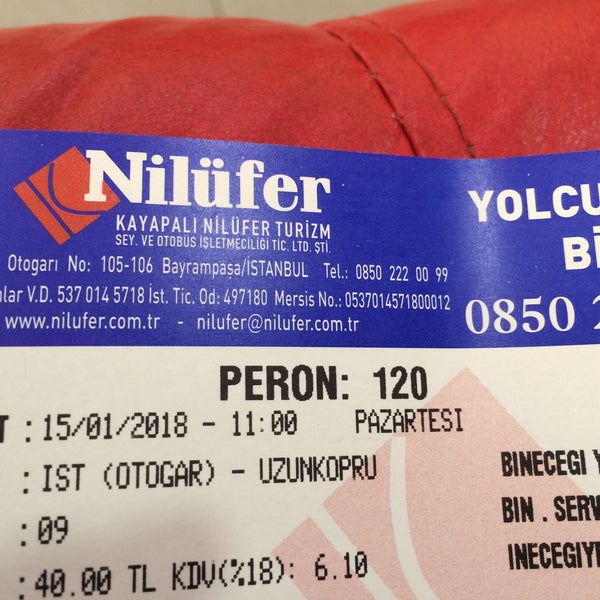 Nilüfer
KAYAPALI NİLÜFER TURİZM
SEY. VE OTOBÜS İŞLETMECİLİĞİ TİC. LTD. ŞTİ.
Otogarı No: 105-106 Bayrampaşa/İSTANBUL Tel.: 0850 222 00 99
lar V.D. 537 014 5718 İst. Tic. Od: 497180 Mersis No.: 0537014571800012
www.nilufer.com.tr - nilufer@nilufer.com.tr
YOLCU
Bİ
0850 2
PERON: 120
T : 15/01/2018 - 11:00 PAZARTESI
: IST (OTOGAR) - UZUNKOPRU
: 09
: 40.00 TL KDV(%18): 6.10
BINECEGI Y
BIN . SERV
INECEGIY